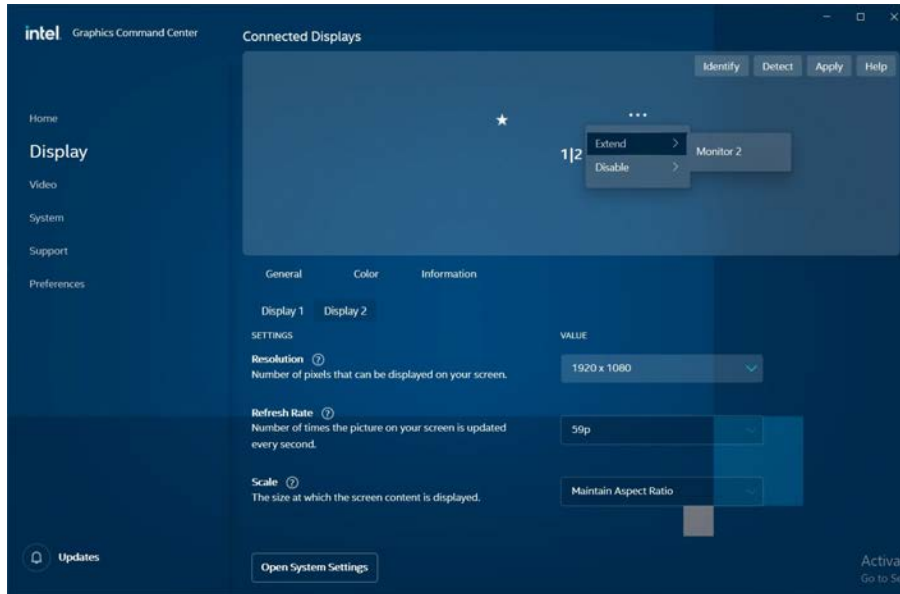 intel. Graphics Command Center
Connected Displays
Identify Detect Apply Help
Home
Display
Video
System
Support
Preferences
1|2
Extend
Monitor 2
Disable
General Color Information
Display 1 Display 2
SETTINGS VALUE
Resolution ?
Number of pixels that can be displayed on your screen.
1920 x 1080
Refresh Rate ?
Number of times the picture on your screen is updated
every second.
59p
Scale ?
The size at which the screen content is displayed.
Maintain Aspect Ratio
Updates
Open System Settings
Activa
Go to Se